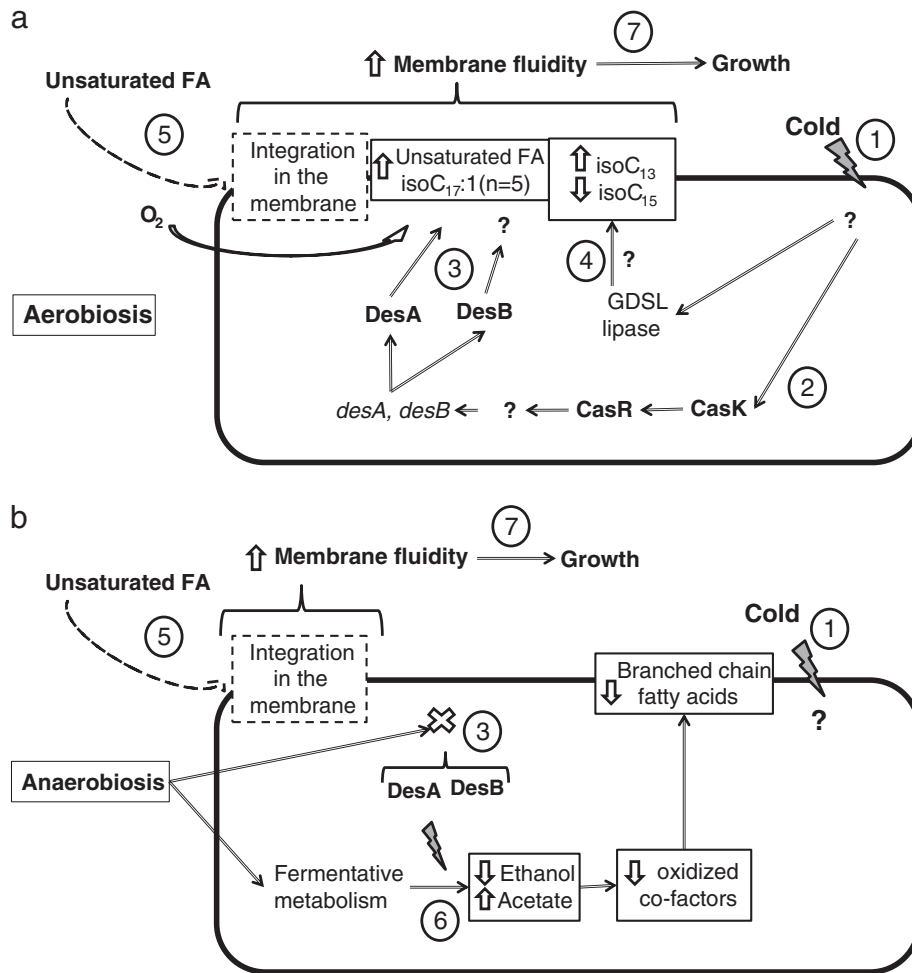 a
7
Membrane fluidity
Growth
Unsaturated FA
5
Integration
in the
membrane
Unsaturated FA
isoC17:1(n=5)
isoC13
isoC15
Cold
1
?
O2
?
3
4
?
DesA
DesB
GDSL
lipase
Aerobiosis
2
desA, desB
?
CasR
CasK
b
7
Membrane fluidity
Growth
Unsaturated FA
5
Integration
in the
membrane
Cold
1
Branched chain
fatty acids
?
3
DesA DesB
Anaerobiosis
Fermentative
metabolism
6
Ethanol
Acetate
oxidized
co-factors